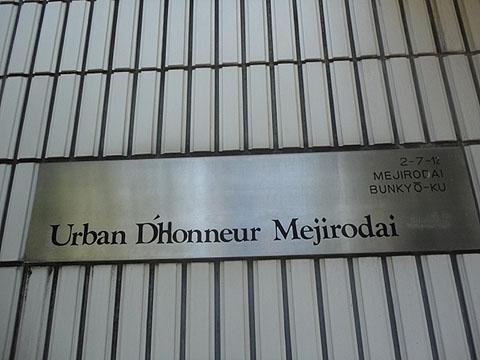 2-7-12
MEJIRODAI
BUNKYŌ-KU
Urban D'Honneur Mejirodai